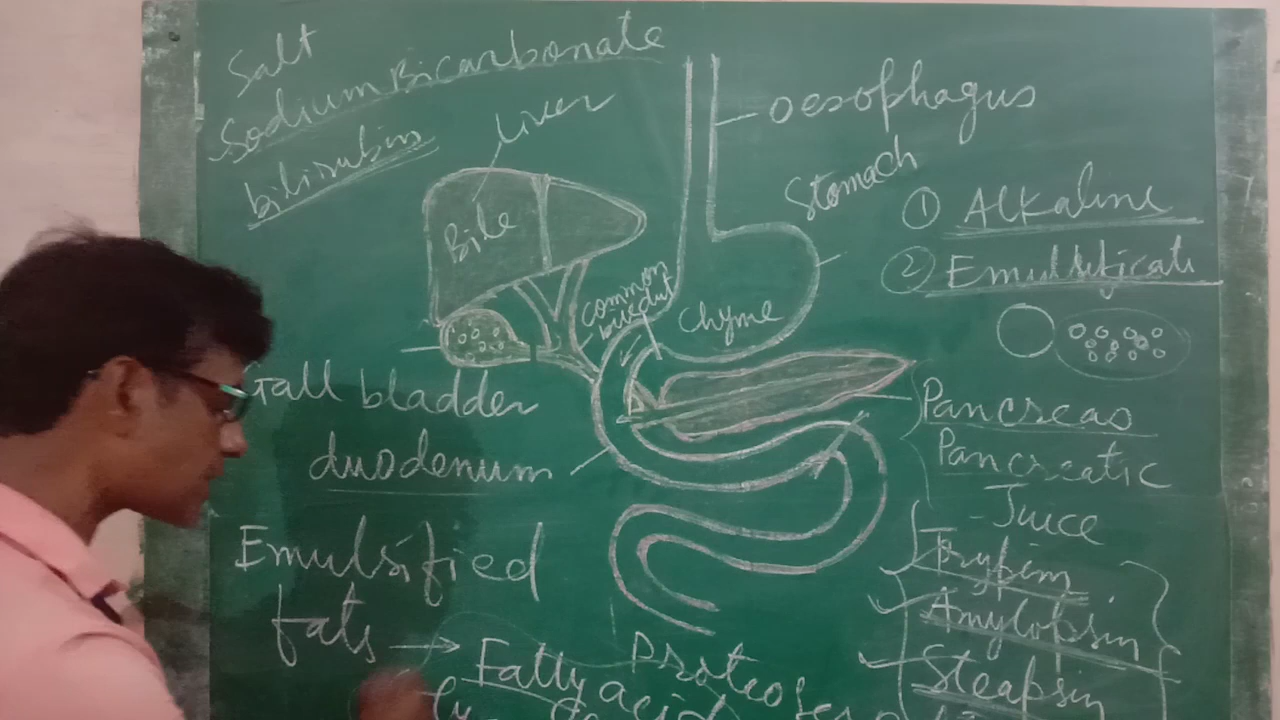 Salt
Sodium Bicarbonate
bilirubin
Liver
Bile
oesophagus
Stomach
① Alkaline
② Emulsificati
common
chyme
Gall bladder
duodenum
Pancreas
Pancreatic
Juice
Trypsin
Amylopsin
Steapsin
Emulsified
fats → Fatty acid